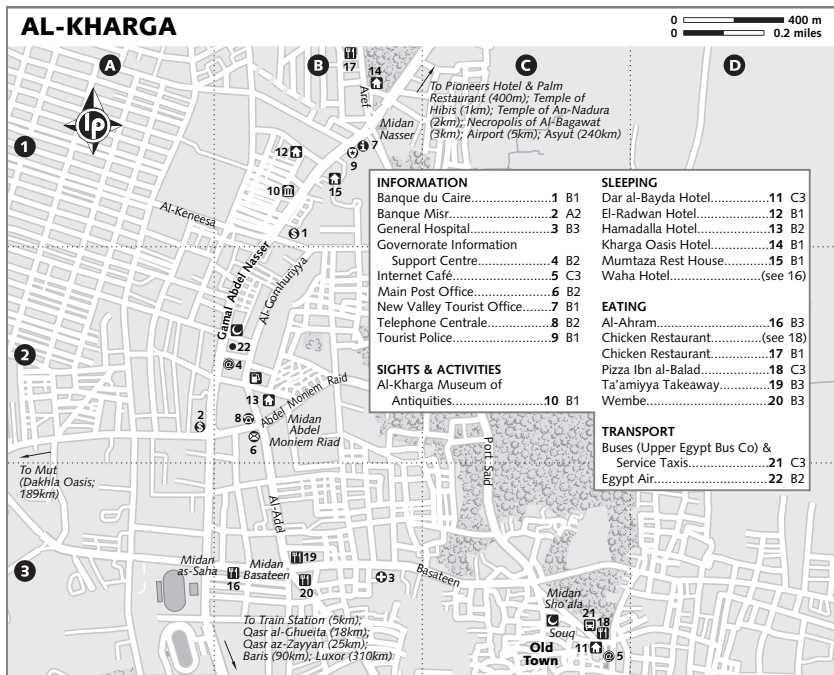 AL-KHARGA
0 400 m
0 0.2 miles
A
B
C
D
17
14
Aref
To Pioneers Hotel & Palm
Restaurant (400m); Temple of
Hibis (1km); Temple of An-Nadura
(2km); Necropolis of Al-Bagawat
(3km); Airport (5km); Asyut (240km)
Midan
Nasser
lp
1
12
7
9
10
15
Al-Keneesa
1
INFORMATION
Banque du Caire 1 B1
Banque Misr 2 A2
General Hospital 3 B3
Governorate Information
Support Centre 4 B2
Internet Café 5 C3
Main Post Office 6 B2
New Valley Tourist Office 7 B1
Telephone Centrale 8 B2
Tourist Police 9 B1
SIGHTS & ACTIVITIES
Al-Kharga Museum of
Antiquities 10 B1
SLEEPING
Dar al-Bayda Hotel 11 C3
El-Radwan Hotel 12 B1
Hamadalla Hotel 13 B2
Kharga Oasis Hotel 14 B1
Mumtaza Rest House 15 B1
Waha Hotel (see 16)
EATING
Al-Ahram 16 B3
Chicken Restaurant (see 18)
Chicken Restaurant 17 B1
Pizza Ibn al-Balad 18 C3
Ta'amiyya Takeaway 19 B3
Wembe 20 B3
TRANSPORT
Buses (Upper Egypt Bus Co) &
Service Taxis 21 C3
Egypt Air 22 B2
Gamal Abdel Nasser
Al-Gomhuriyya
2
22
@4
13
Abdel Moniem Raid
2
8
6
Midan
Abdel
Moniem Riad
To Mut
(Dakhla Oasis;
189km)
Port Said
Al-Adel
3
Midan
as-Saha
Midan
Basateen
19
16
20
3
Basateen
Midan
Sho'ala
21
18
Souq
Old
Town
11
@5
To Train Station (5km);
Qasr al-Ghueita (18km);
Qasr az-Zayyan (25km);
Baris (90km); Luxor (310km)